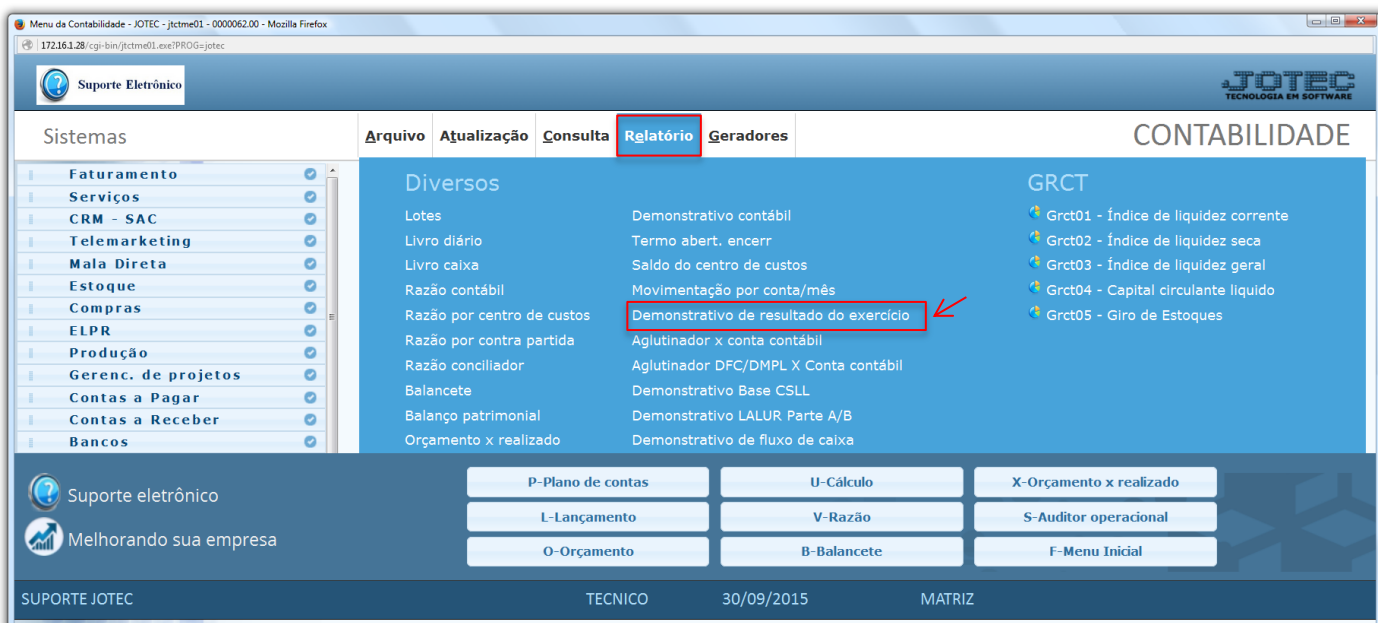 Menu da Contabilidade - JOTEC - jtctme01 - 0000062.00 - Mozilla Firefox
172.16.1.28/cgi-bin/jtctme01.exe?PROG=jotec
Suporte Eletrônico
JOTEC
TECNOLOGIA EM SOFTWARE
Sistemas
Arquivo Atualização Consulta Relatório Geradores
CONTABILIDADE
Faturamento
Serviços
CRM - SAC
Telemarketing
Mala Direta
Estoque
Compras
ELPR
Produção
Gerenc. de projetos
Contas a Pagar
Contas a Receber
Bancos
Diversos
Lotes
Livro diário
Livro caixa
Razão contábil
Razão por centro de custos
Razão por contra partida
Razão conciliador
Balancete
Balanço patrimonial
Orçamento x realizado
Demonstrativo contábil
Termo abert. encerr
Saldo do centro de custos
Movimentação por conta/mês
Demonstrativo de resultado do exercício
Aglutinador x conta contábil
Aglutinador DFC/DMPL X Conta contábil
Demonstrativo Base CSLL
Demonstrativo LALUR Parte A/B
Demonstrativo de fluxo de caixa
GRCT
Grct01 - Índice de liquidez corrente
Grct02 - Índice de liquidez seca
Grct03 - Índice de liquidez geral
Grct04 - Capital circulante liquido
Grct05 - Giro de Estoques
Suporte eletrônico
Melhorando sua empresa
P-Plano de contas U-Cálculo X-Orçamento x realizado
L-Lançamento V-Razão S-Auditor operacional
O-Orçamento B-Balancete F-Menu Inicial
SUPORTE JOTEC TECNICO 30/09/2015 MATRIZ